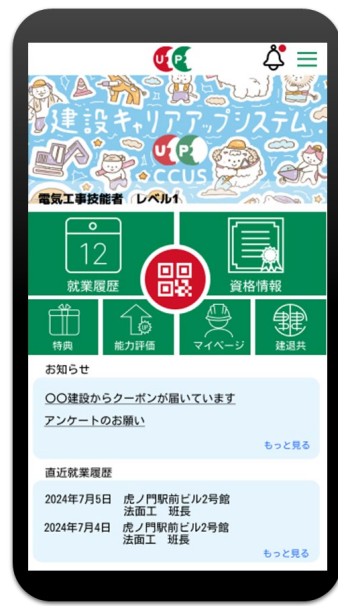 UP
建設キャリアアップシステム
UP
CCUS
電気工事技能者 レベル1
12
就業履歴
資格情報
特典
UP
能力評価
マイページ
建退共
お知らせ
〇〇建設からクーポンが届いています
アンケートのお願い
もっと見る
直近就業履歴
2024年7月5日 虎ノ門駅前ビル2号館
法面工 班長
2024年7月4日 虎ノ門駅前ビル2号館
法面工 班長
もっと見る